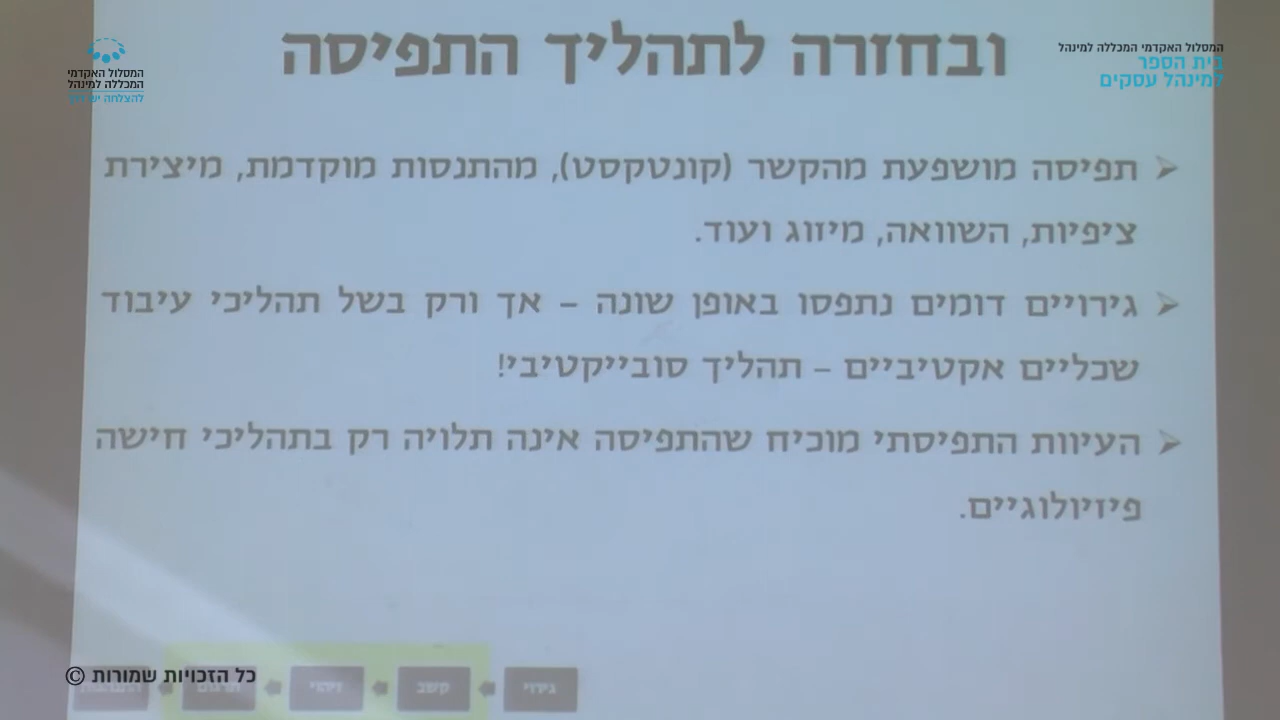 ובחזרה לתהליך התפיסה
המסלול האקדמי המכללה למינהל
בית הספר
למינהל עסקים
המסלול האקדמי
המכללה למינהל
תפיסה מושפעת מהקשר (קונטקסט), מהתנסות מוקדמת, מיצירת
ציפיות, השוואה, מיזוג ועוד.
גירויים דומים נתפסו באופן שונה – אך ורק בשל תהליכי עיבוד
שכליים אקטיביים – תהליך סובייקטיבי!
העיוות התפיסתי מוכיח שהתפיסה אינה תלויה רק בתהליכי חישה
פיזיולוגיים.
גירוי
קשב
זיהוי
תרגום
כל הזכויות שמורות ©